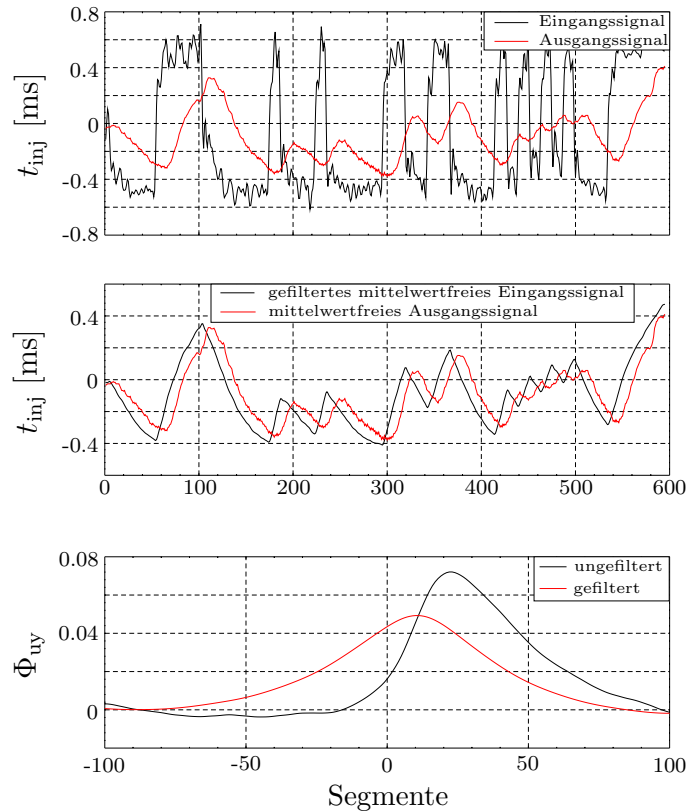 0.8
0.4
0
-0.4
-0.8
t_inj [ms]
Eingangssignal
Ausgangssignal
0.4
0
-0.4
t_inj [ms]
gefiltertes mittelwertfreies Eingangssignal
mittelwertfreies Ausgangssignal
0 100 200 300 400 500 600
0.08
0.04
0
Φ_uy
ungefiltert
gefiltert
-100 -50 0 50 100
Segmente